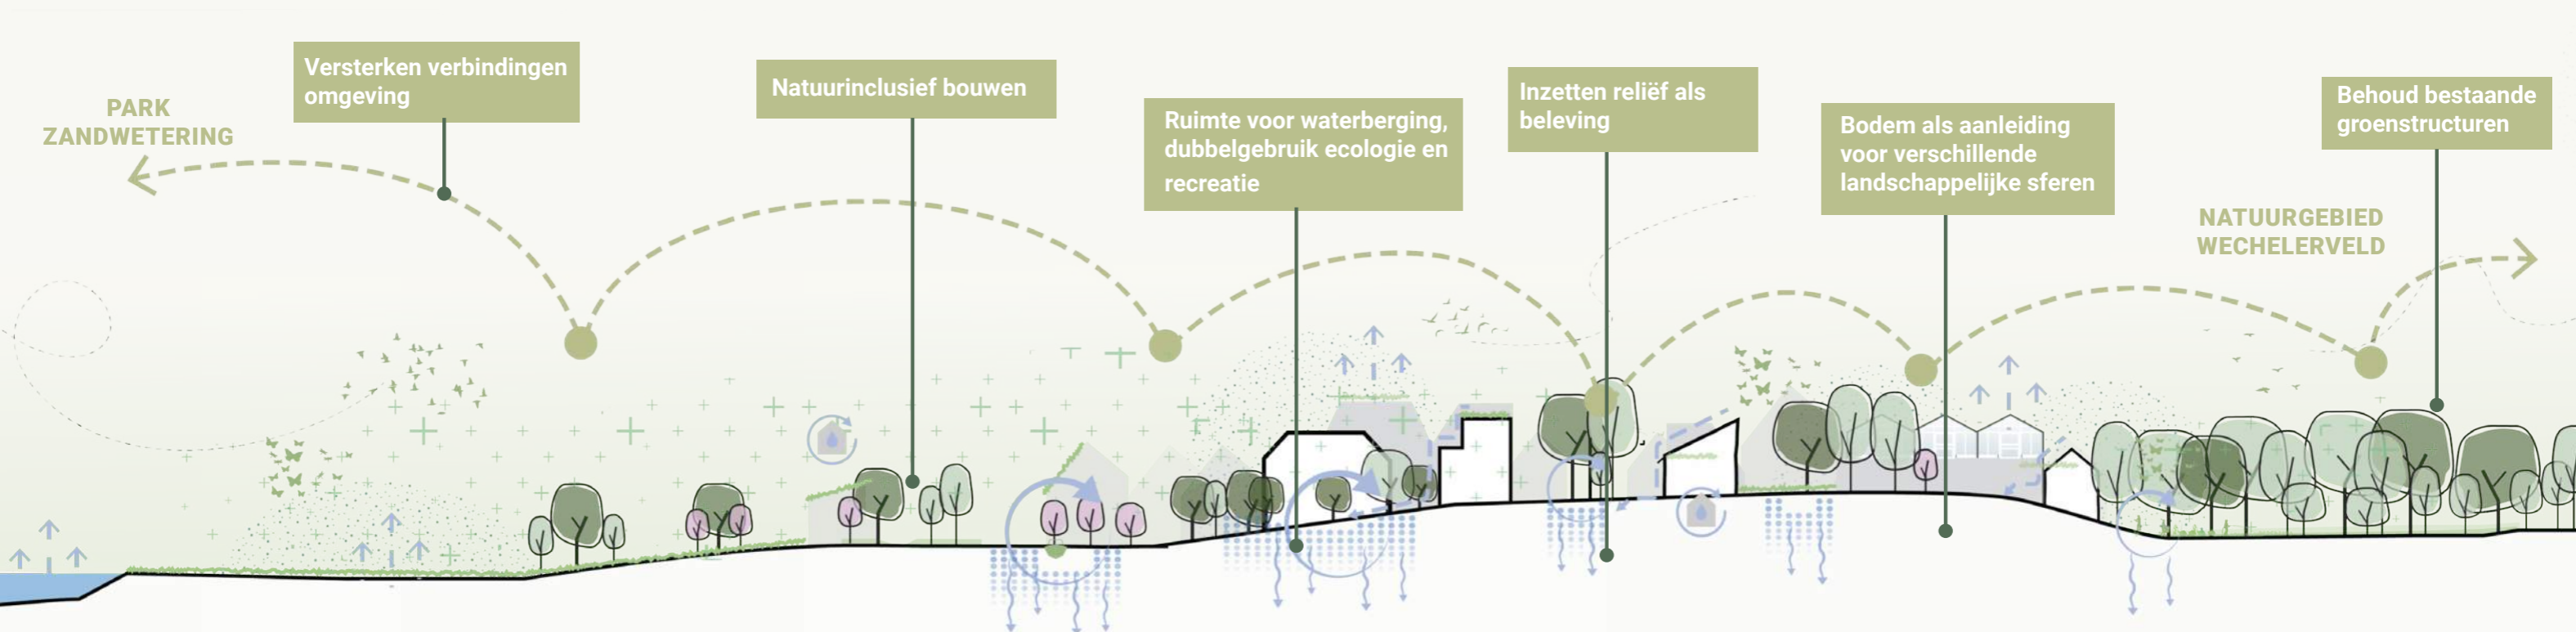 PARK
ZANDWETERING
Versterken verbindingen
omgeving
Natuurinclusief bouwen
Ruimte voor waterberging,
dubbelgebruik ecologie en
recreatie
Inzetten reliëf als
beleving
Bodem als aanleiding
voor verschillende
landschappelijke sferen
NATUURGEBIED
WECHELERVELD
Behoud bestaande
groenstructuren